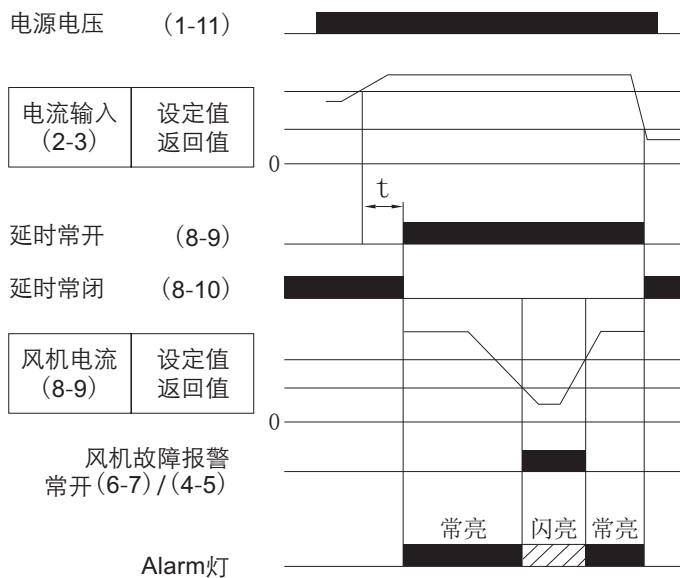 电源电压 (1-11)
电流输入 设定值
(2-3) 返回值
0
t
延时常开 (8-9)
延时常闭 (8-10)
风机电流 设定值
(8-9) 返回值
0
风机故障报警
常开(6-7)/(4-5)
常亮 闪亮 常亮
Alarm灯